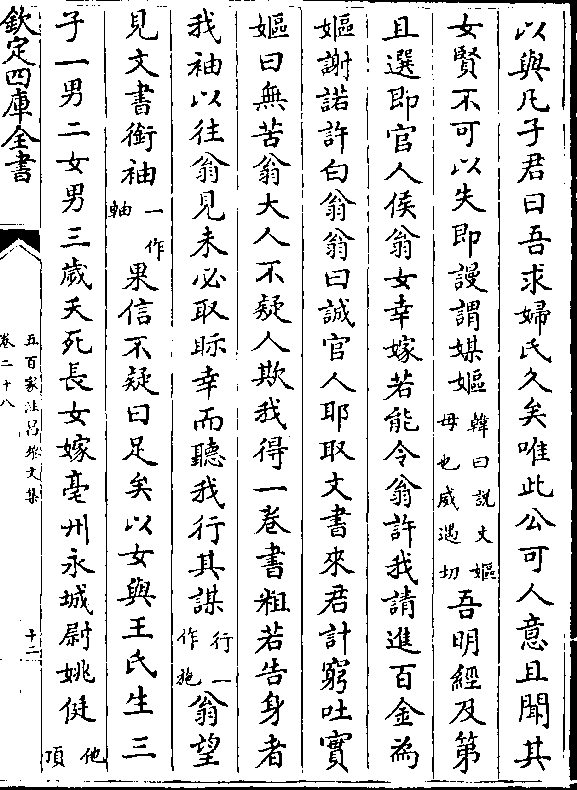 以與凡子君曰吾求婦氏久矣唯此公可人意且聞其
女賢不可以失即謾謂媒嫗韓曰説文嫗母也威遇切吾明經及第
且選即官人侯翁女幸嫁若能令翁許我請進百金為
嫗謝諾許白翁翁曰誠官人耶取文書來君計窮吐實
嫗曰無苦翁大人不疑人欺我得一卷書粗若告身者
我袖以往翁見未必取眎幸而聽我行其謀行一作施翁望
見文書銜袖一作軸果信不疑曰足矣以女與王氏生三
子一男二女男三歲夭死長女嫁亳州永城尉姚侹他頂
欽定四庫全書
五百家注昌黎文集
卷二十八
十二